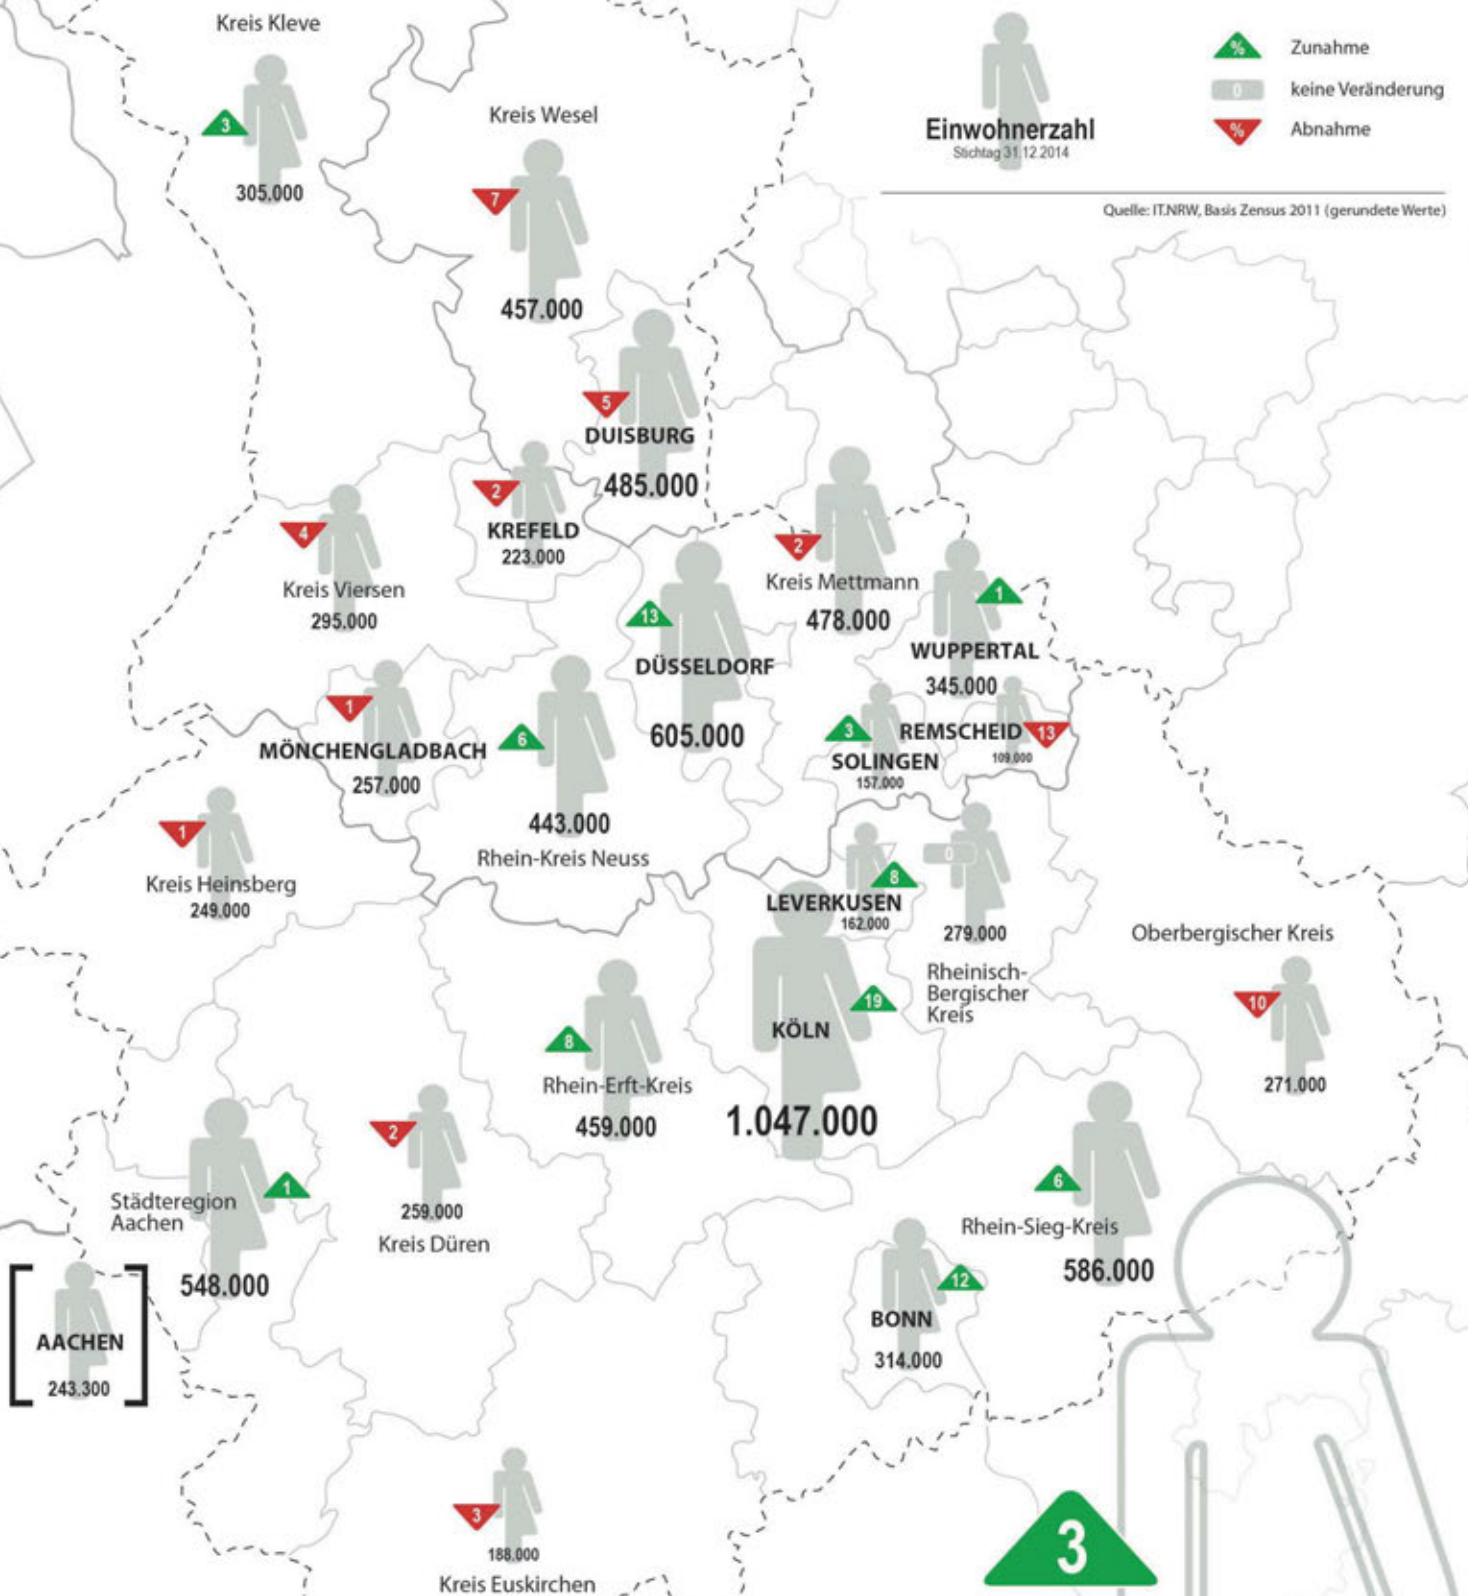 Kreis Kleve
3
305.000
Kreis Wesel
7
457.000
Einwohnerzahl
Stichtag 31.12.2014
% Zunahme
0 keine Veränderung
% Abnahme
Quelle: IT.NRW, Basis Zensus 2011 (gerundete Werte)
5
DUISBURG
485.000
2
KREFELD
223.000
4
Kreis Viersen
295.000
2
Kreis Mettmann
478.000
13
DÜSSELDORF
605.000
1
WUPPERTAL
345.000
1
MÖNCHENGLADBACH
257.000
6
443.000
Rhein-Kreis Neuss
3
SOLINGEN
157.000
REMSCHEID 13
109.000
1
Kreis Heinsberg
249.000
8
LEVERKUSEN
162.000
0
279.000
Rheinisch-
Bergischer
Kreis
Oberbergischer Kreis
10
271.000
19
KÖLN
1.047.000
8
Rhein-Erft-Kreis
459.000
2
259.000
Kreis Düren
1
Städteregion
Aachen
548.000
6
Rhein-Sieg-Kreis
586.000
12
BONN
314.000
AACHEN
243.300
3
188.000
Kreis Euskirchen
3